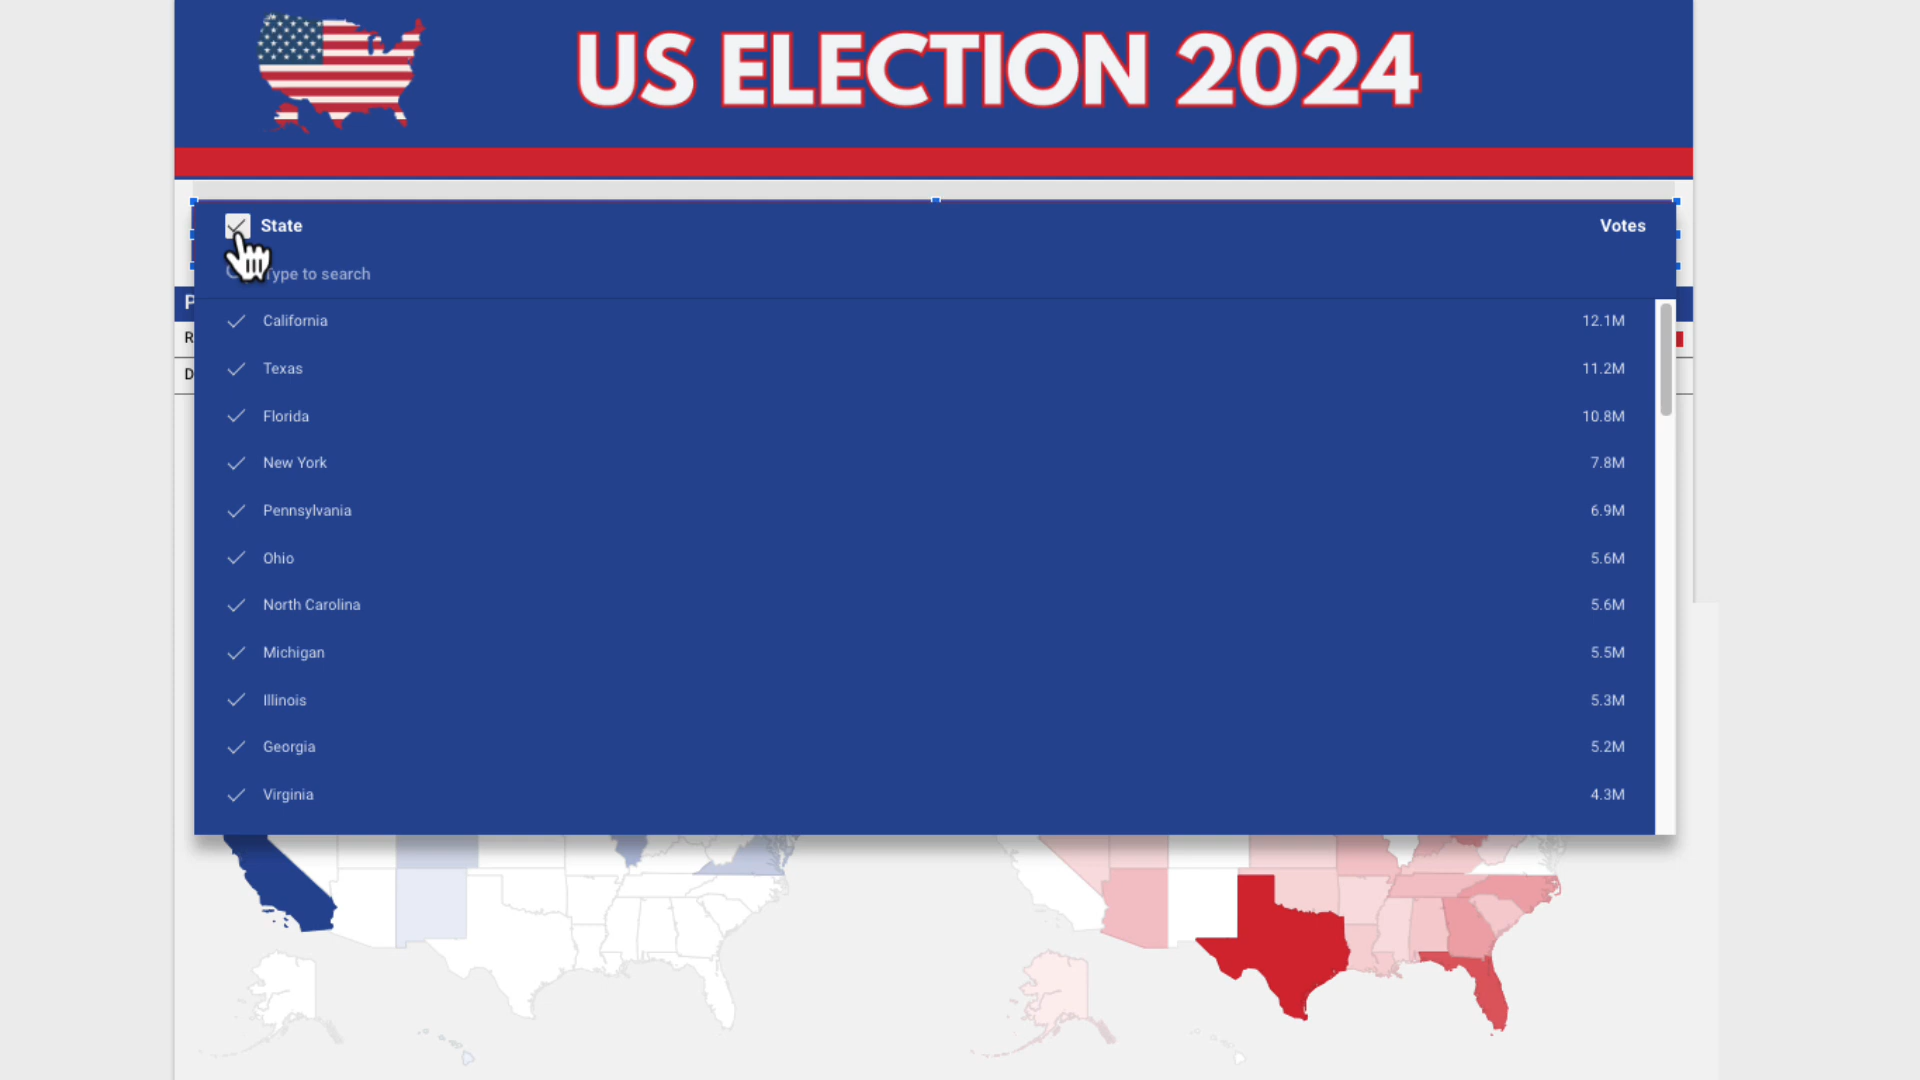 US ELECTION 2024
State Votes
Type to search
P
California 12.1M
R
Texas 11.2M
D
Florida 10.8M
New York 7.8M
Pennsylvania 6.9M
Ohio 5.6M
North Carolina 5.6M
Michigan 5.5M
Illinois 5.3M
Georgia 5.2M
Virginia 4.3M